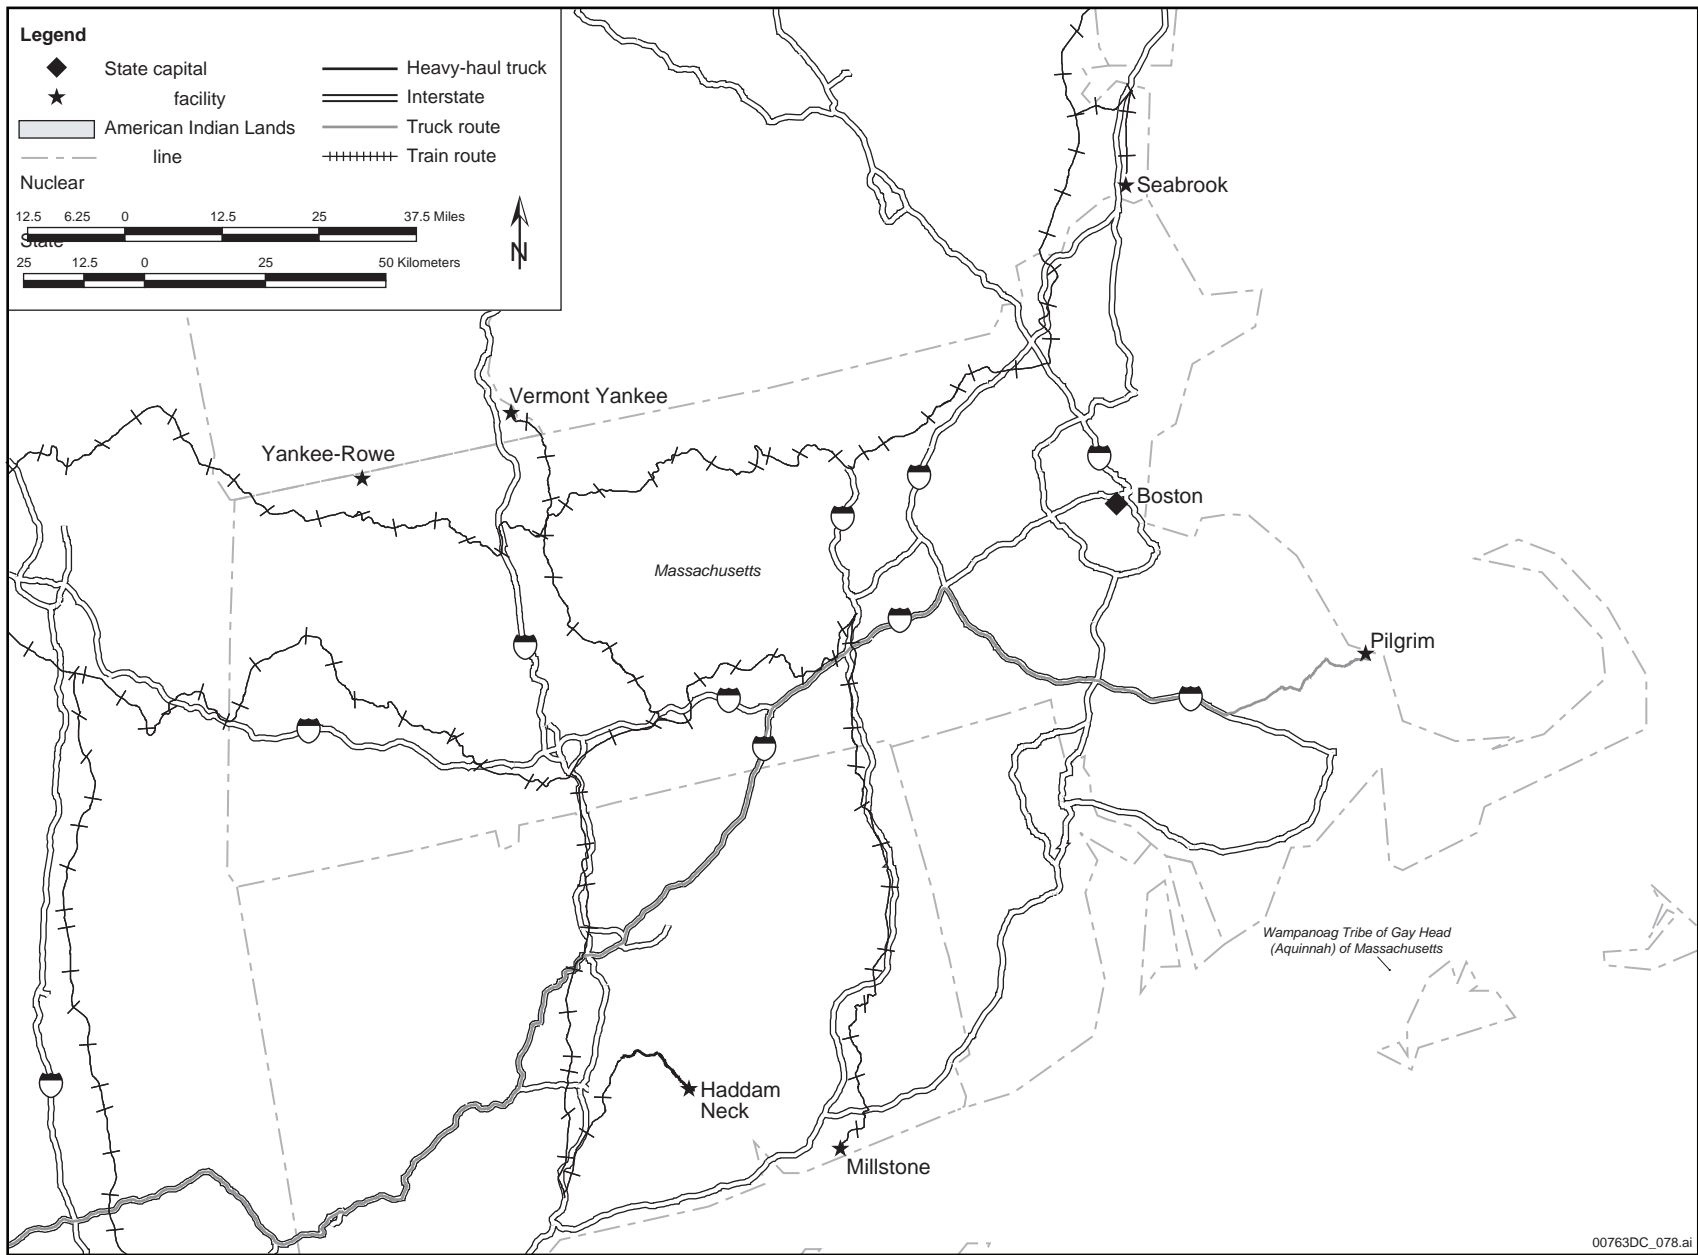 Legend
State capital
Heavy-haul truck
facility
Interstate
American Indian Lands
Truck route
line
Train route
Nuclear
12.5 6.25 0 12.5 25 37.5 Miles
State
25 12.5 0 25 50 Kilometers
N
Seabrook
Vermont Yankee
Yankee-Rowe
Boston
Massachusetts
Pilgrim
Wampanoag Tribe of Gay Head
(Aquinnah) of Massachusetts
Haddam
Neck
Millstone
00763DC_078.ai